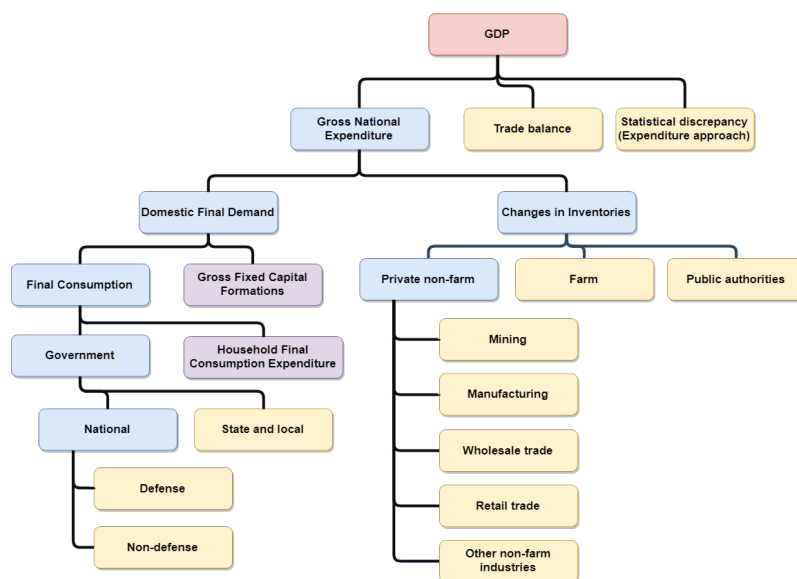 GDP
Gross National
Expenditure
Trade balance
Statistical discrepancy
(Expenditure approach)
Domestic Final Demand
Changes in Inventories
Final Consumption
Gross Fixed Capital
Formations
Private non-farm
Farm
Public authorities
Government
Household Final
Consumption Expenditure
Mining
Manufacturing
National
State and local
Wholesale trade
Defense
Retail trade
Non-defense
Other non-farm
industries